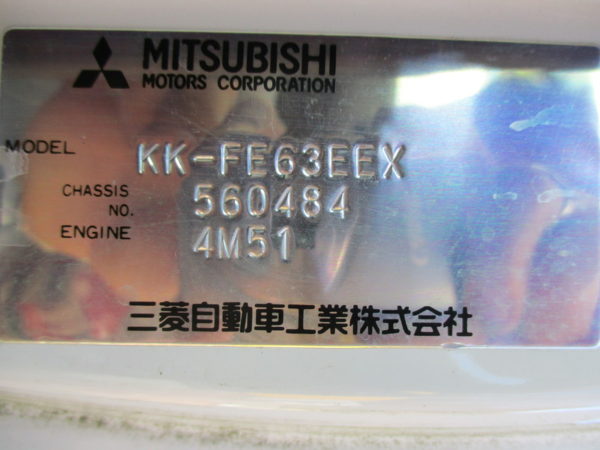 MITSUBISHI
MOTORS CORPORATION
MODEL KK-FE63EEX
CHASSIS NO. 560484
ENGINE 4M51
三菱自動車工業株式会社